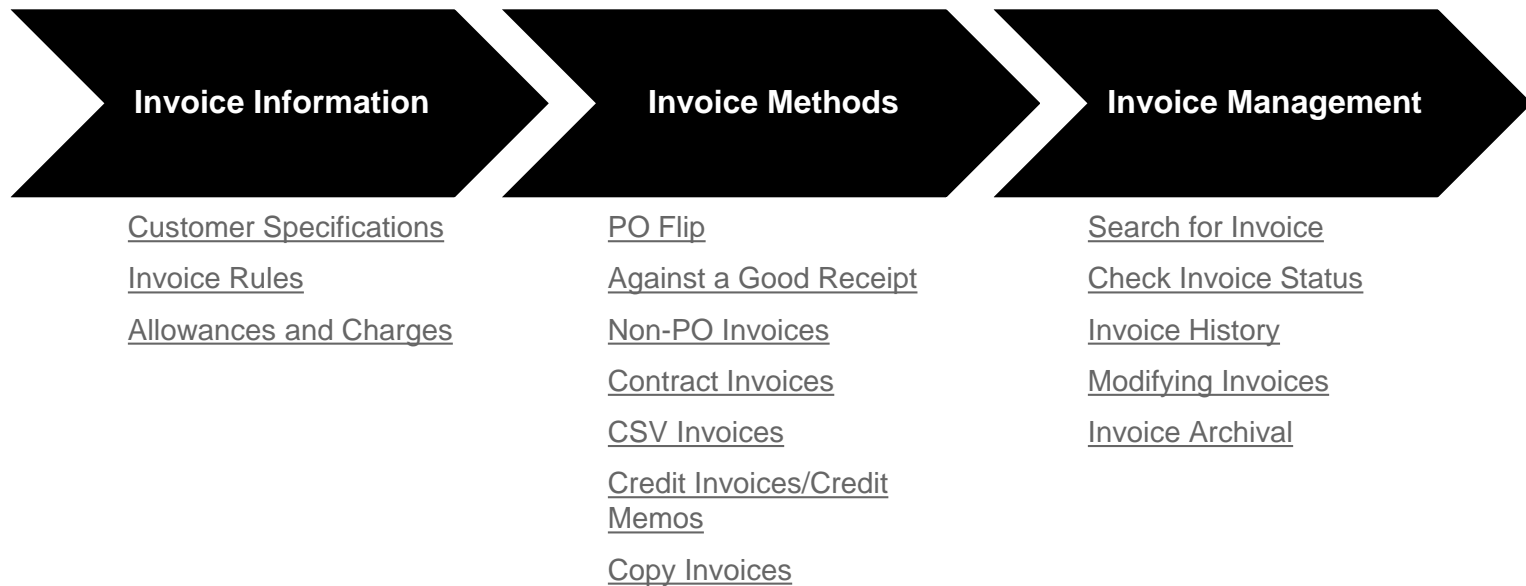 Invoice Information
Customer Specifications
Invoice Rules
Allowances and Charges
Invoice Methods
PO Flip
Against a Good Receipt
Non-PO Invoices
Contract Invoices
CSV Invoices
Credit Invoices/Credit
Memos
Copy Invoices
Invoice Management
Search for Invoice
Check Invoice Status
Invoice History
Modifying Invoices
Invoice Archival